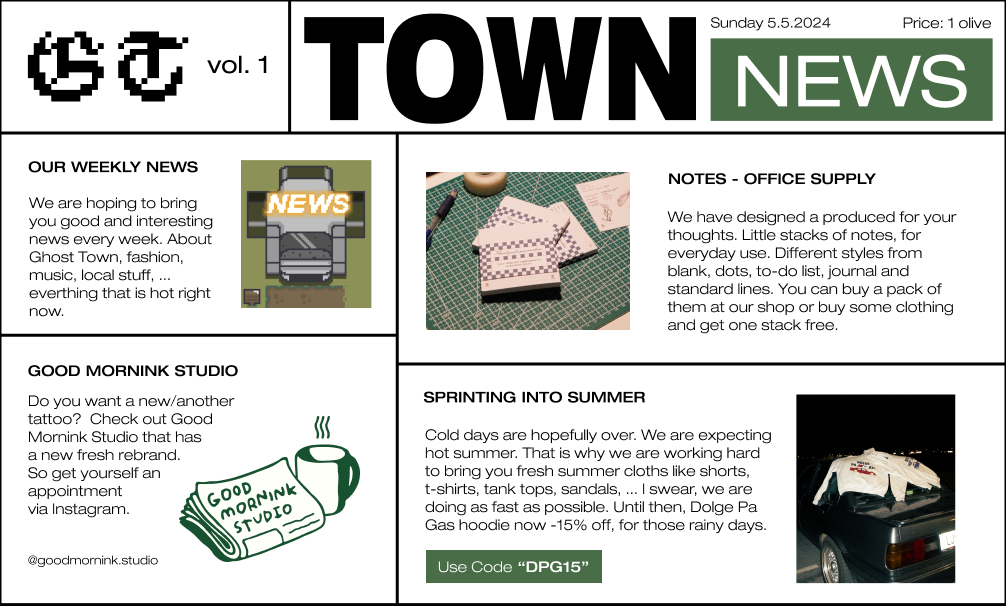 GT
vol. 1
TOWN
Sunday 5.5.2024
Price: 1 olive
NEWS
OUR WEEKLY NEWS
We are hoping to bring
you good and interesting
news every week. About
Ghost Town, fashion,
music, local stuff, ...
everthing that is hot right
now.
NEWS
NOTES - OFFICE SUPPLY
We have designed a produced for your
thoughts. Little stacks of notes, for
everyday use. Different styles from
blank, dots, to-do list, journal and
standard lines. You can buy a pack of
them at our shop or buy some clothing
and get one stack free.
GOOD MORNINK STUDIO
Do you want a new/another
tattoo?  Check out Good
Mornink Studio that has
a new fresh rebrand.
So get yourself an
appointment
via Instagram.
GOOD
MORNINK
STUDIO
@goodmornink.studio
SPRINTING INTO SUMMER
Cold days are hopefully over. We are expecting
hot summer. That is why we are working hard
to bring you fresh summer cloths like shorts,
t-shirts, tank tops, sandals, ... I swear, we are
doing as fast as possible. Until then, Dolge Pa
Gas hoodie now -15% off, for those rainy days.
Use Code “DPG15”